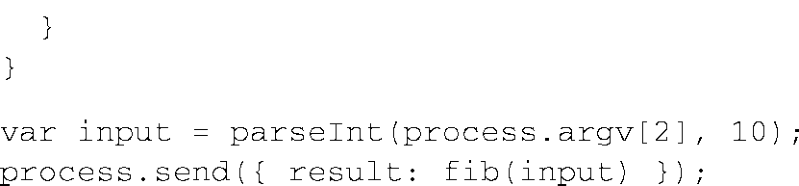 }
}
var input = parseInt(process.argv[2], 10);
process.send({ result: fib(input) });